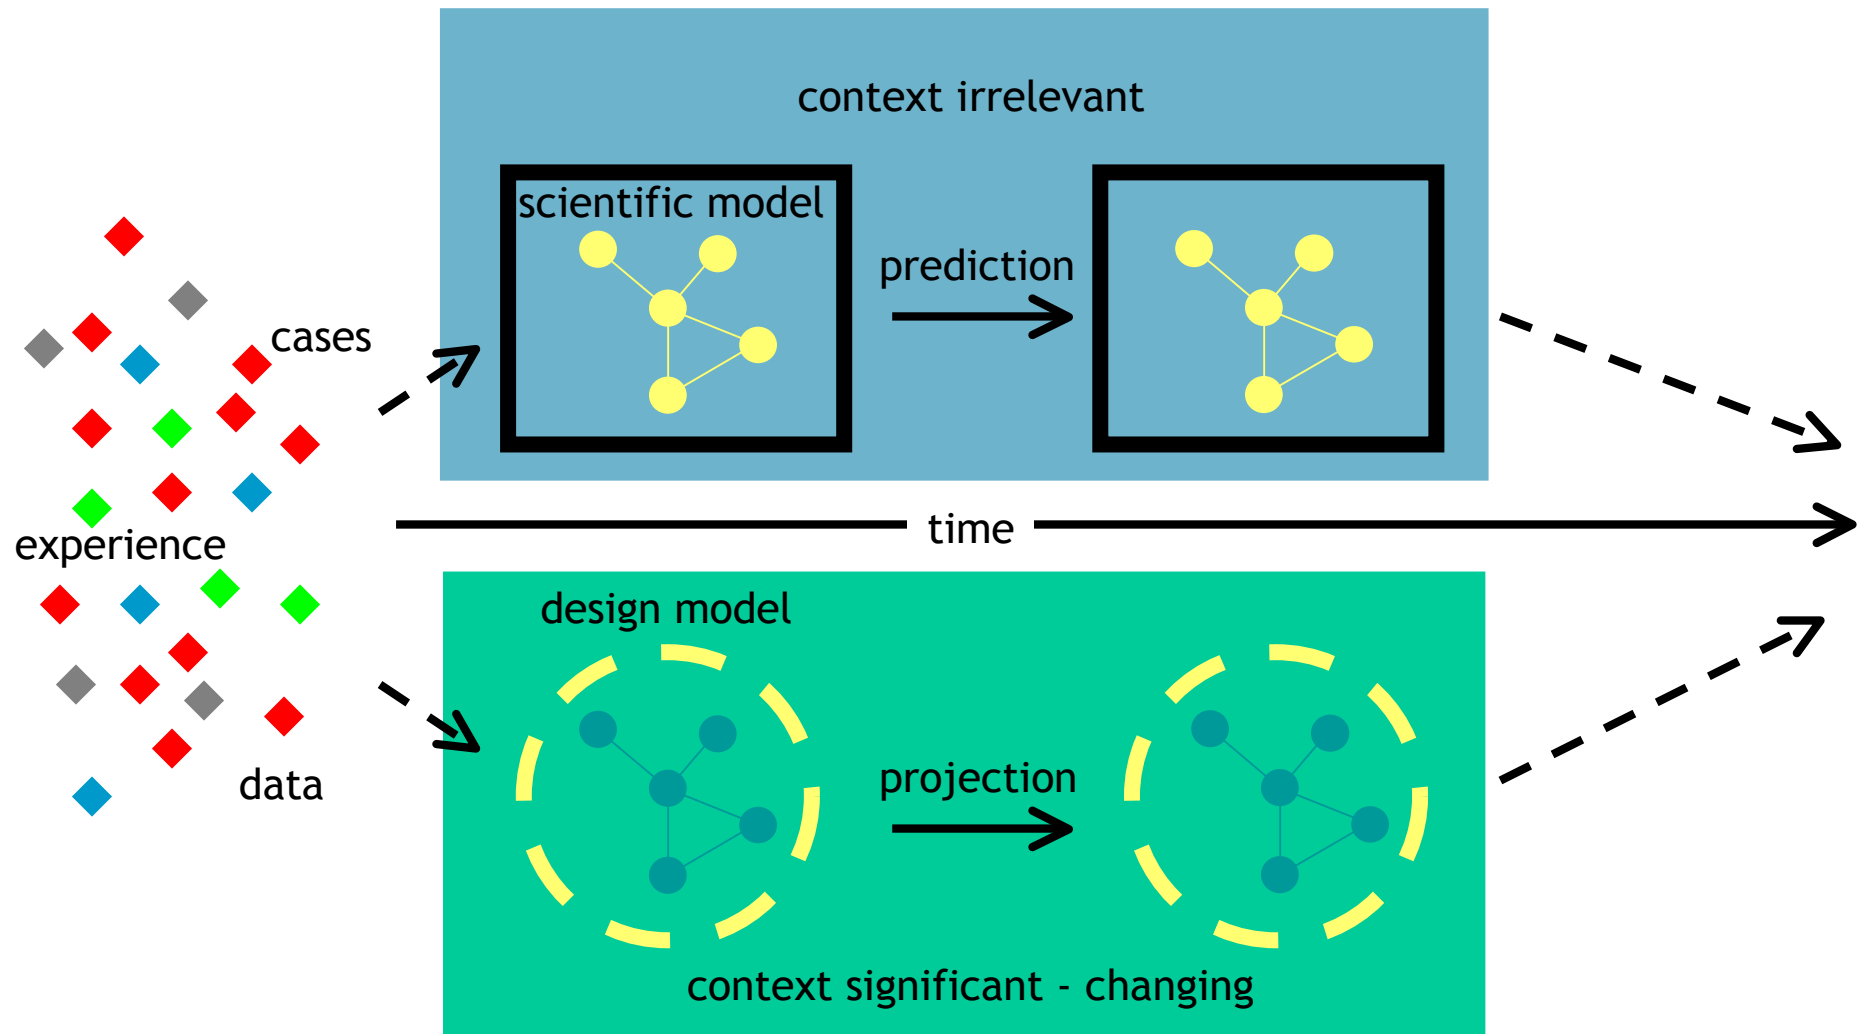 context irrelevant
scientific model
prediction
cases
time
experience
design model
projection
data
context significant - changing